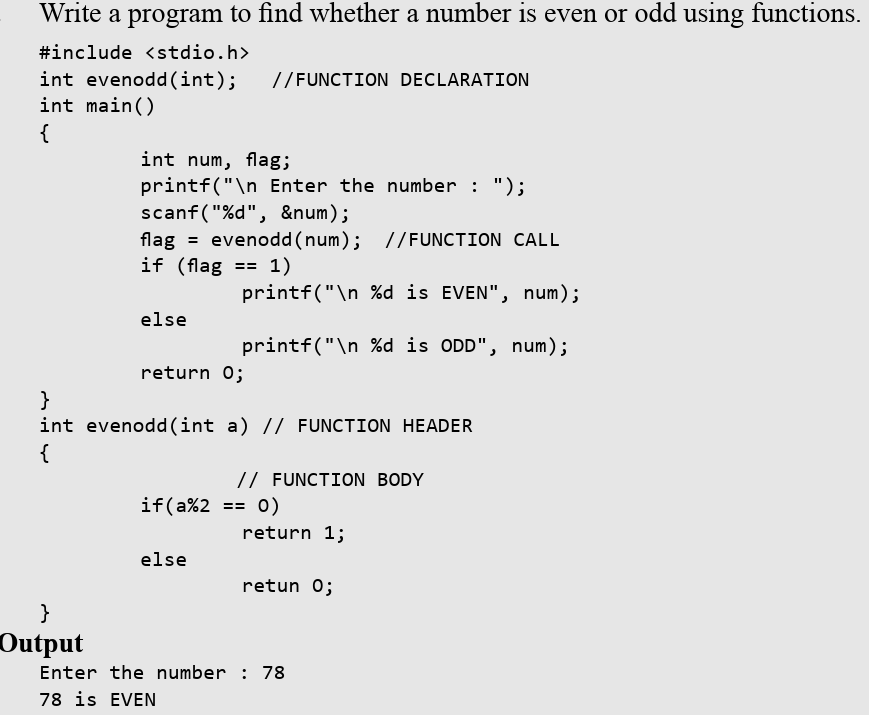 Write a program to find whether a number is even or odd using functions.
#include <stdio.h>
int evenodd(int);   //FUNCTION DECLARATION
int main()
{
        int num, flag;
        printf("\n Enter the number : ");
        scanf("%d", &num);
        flag = evenodd(num);  //FUNCTION CALL
        if (flag == 1)
                printf("\n %d is EVEN", num);
        else
                printf("\n %d is ODD", num);
        return 0;
}
int evenodd(int a) // FUNCTION HEADER
{
                // FUNCTION BODY
        if(a%2 == 0)
                return 1;
        else
                retun 0;
}
Output
Enter the number : 78
78 is EVEN